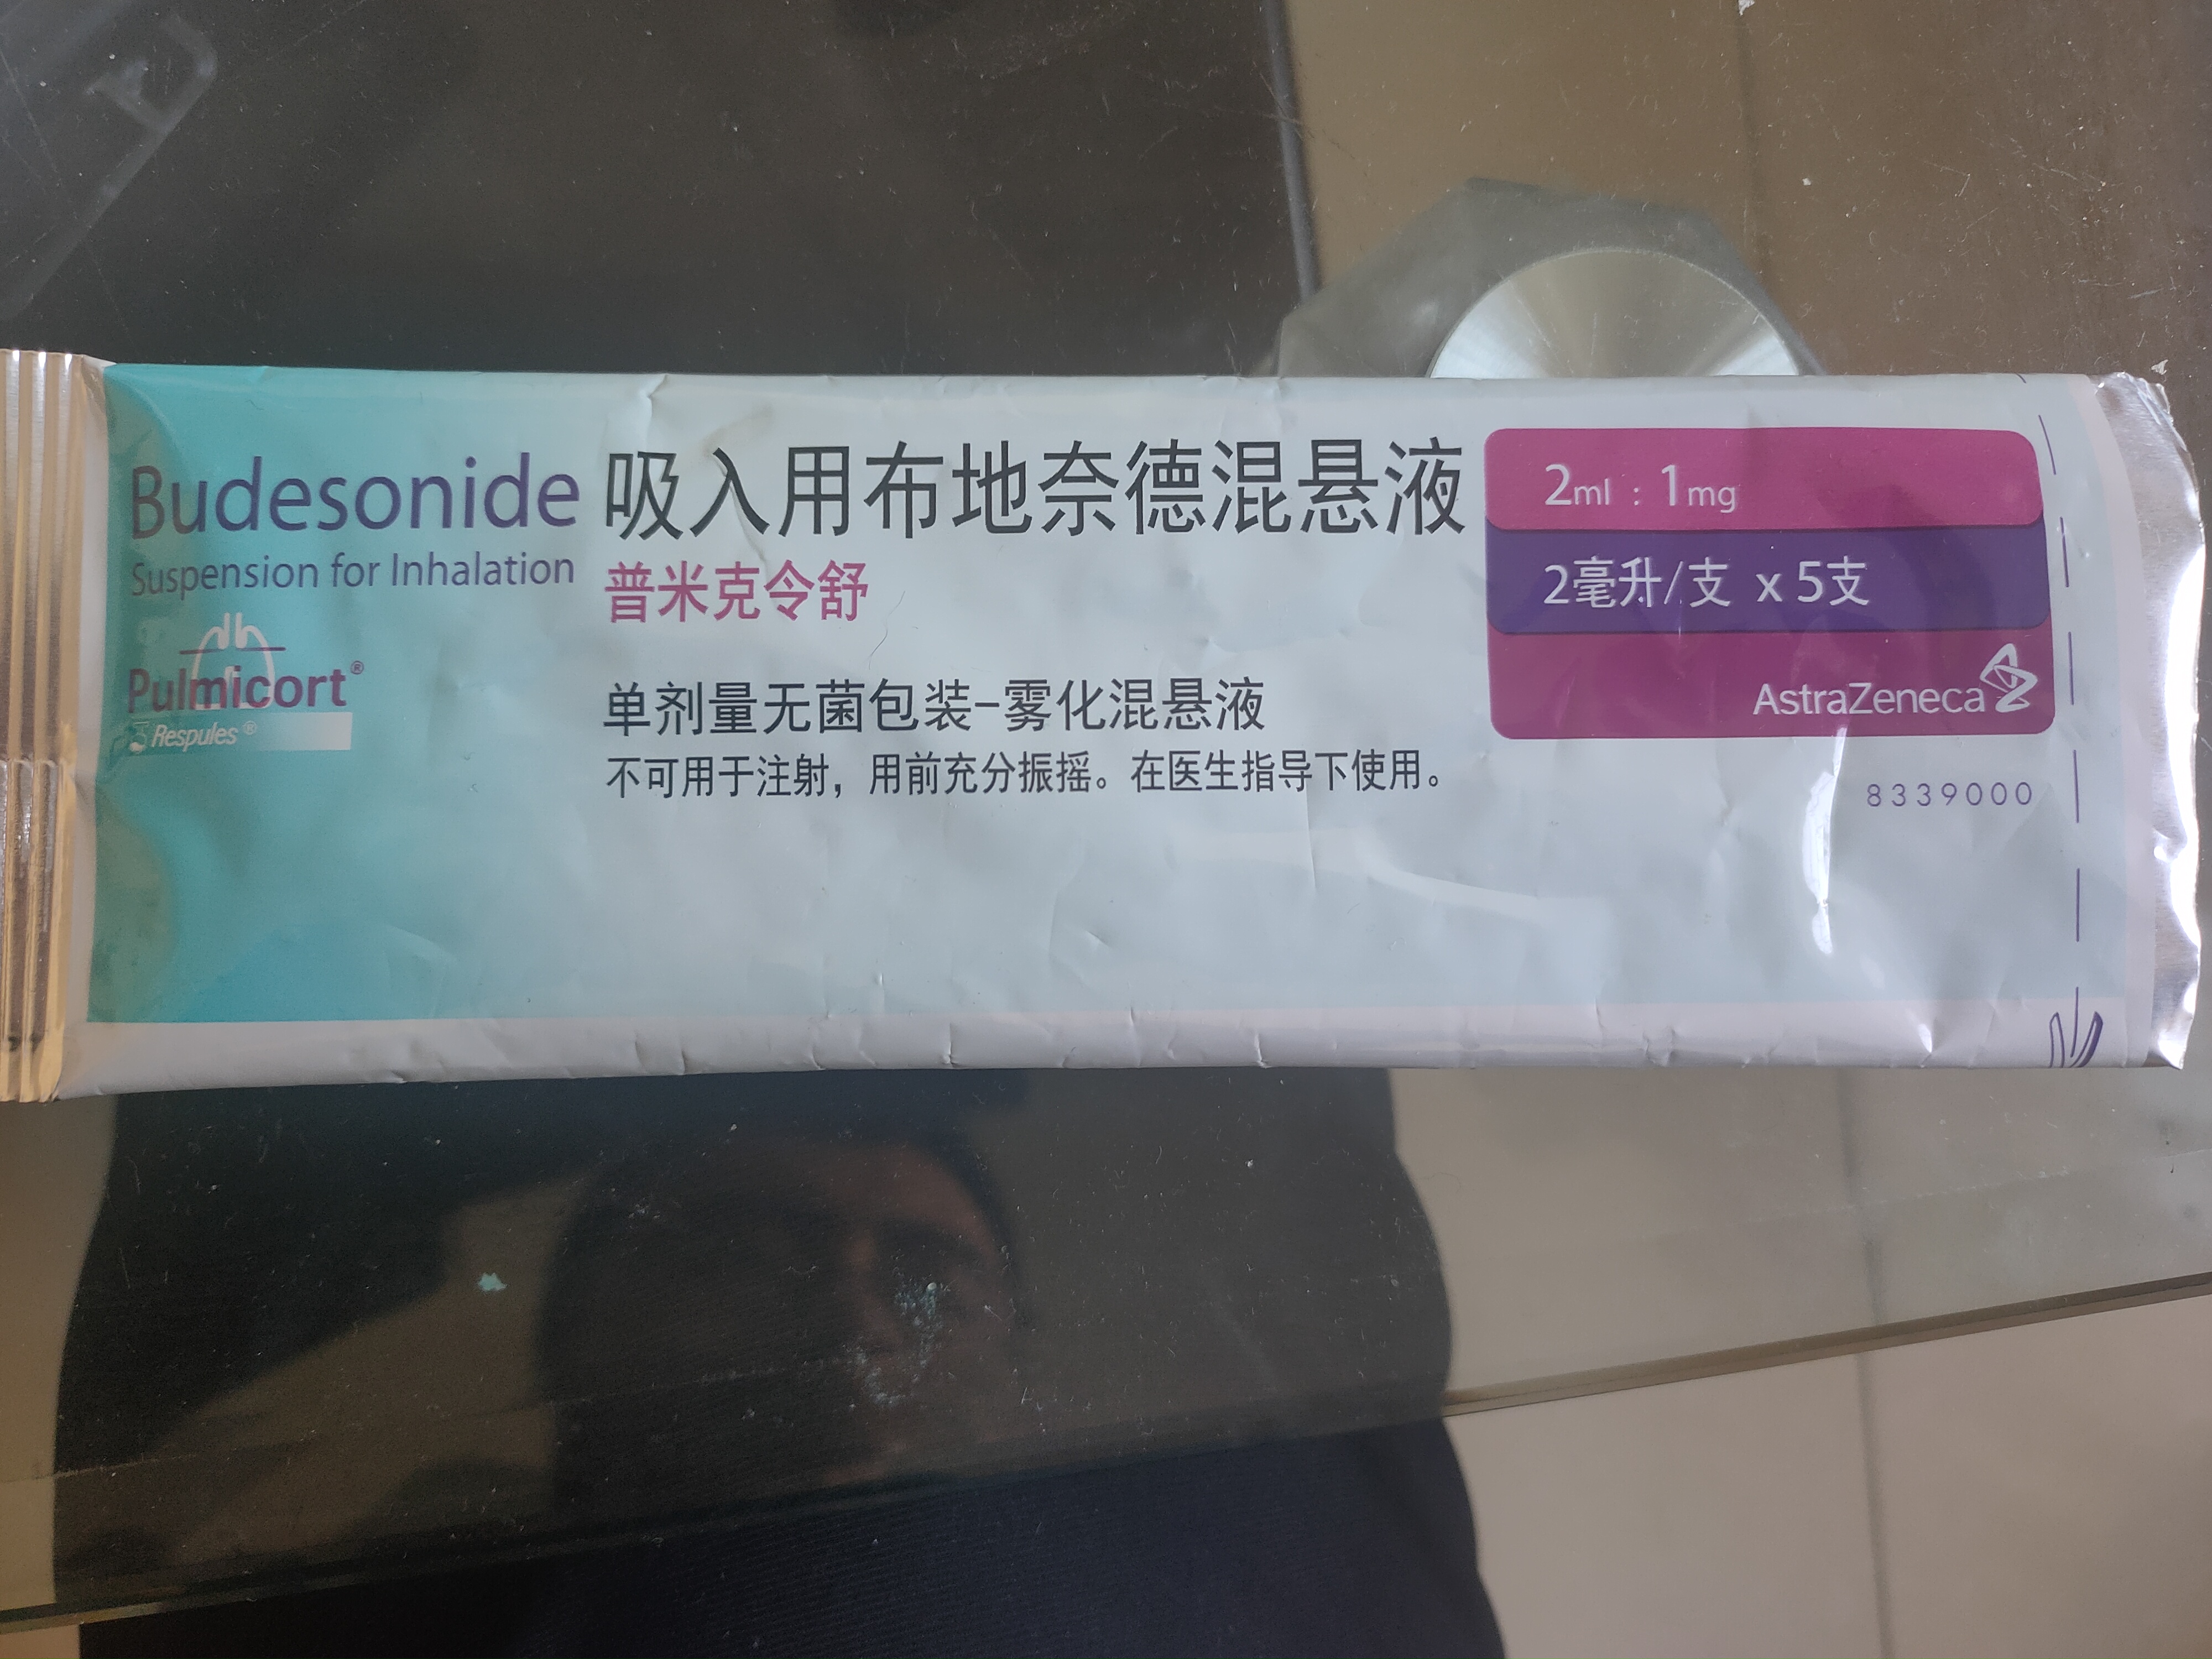 Budesonide
Suspension for Inhalation
Pulmicort®
Respules®
吸入用布地奈德混悬液
普米克令舒
单剂量无菌包装-雾化混悬液
不可用于注射，用前充分振摇。在医生指导下使用。
2ml : 1mg
2毫升/支 x 5支
AstraZeneca
8339000